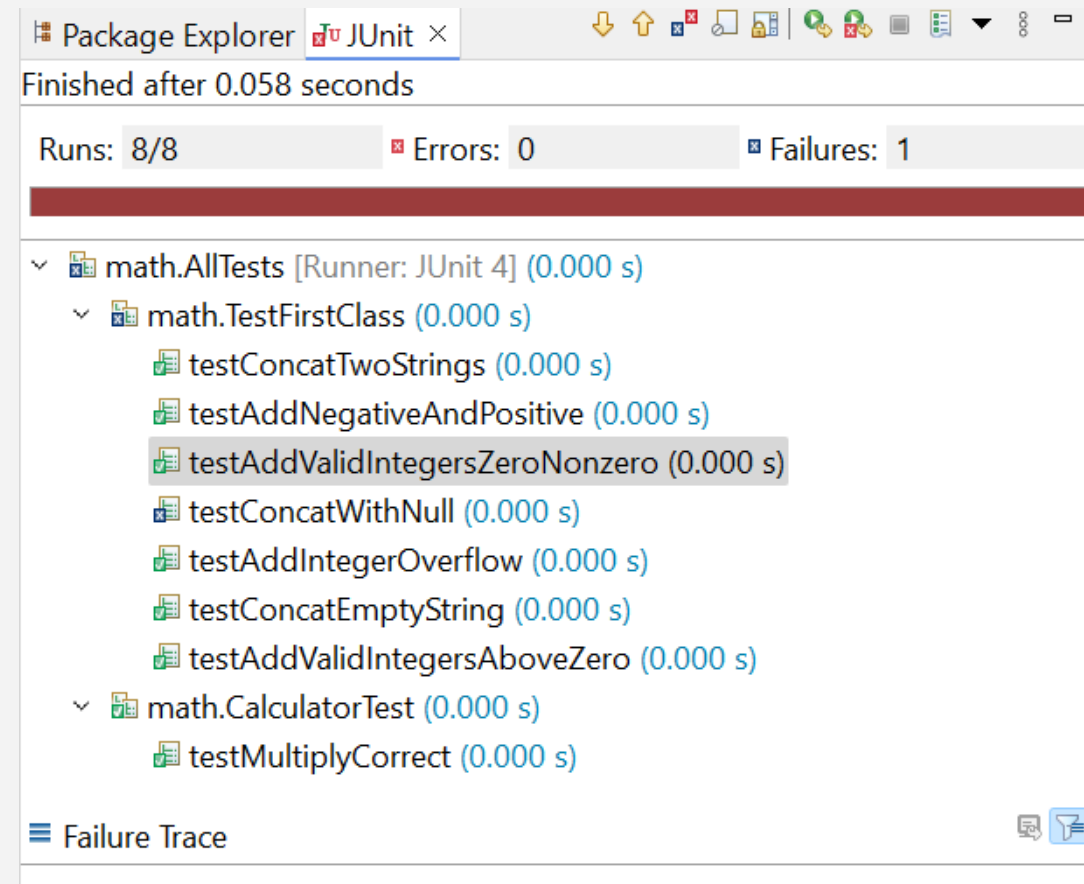 Package Explorer JUnit
Finished after 0.058 seconds
Runs: 8/8 Errors: 0 Failures: 1
math.AllTests [Runner: JUnit 4] (0.000 s)
math.TestFirstClass (0.000 s)
testConcatTwoStrings (0.000 s)
testAddNegativeAndPositive (0.000 s)
testAddValidIntegersZeroNonzero (0.000 s)
testConcatWithNull (0.000 s)
testAddIntegerOverflow (0.000 s)
testConcatEmptyString (0.000 s)
testAddValidIntegersAboveZero (0.000 s)
math.CalculatorTest (0.000 s)
testMultiplyCorrect (0.000 s)
Failure Trace